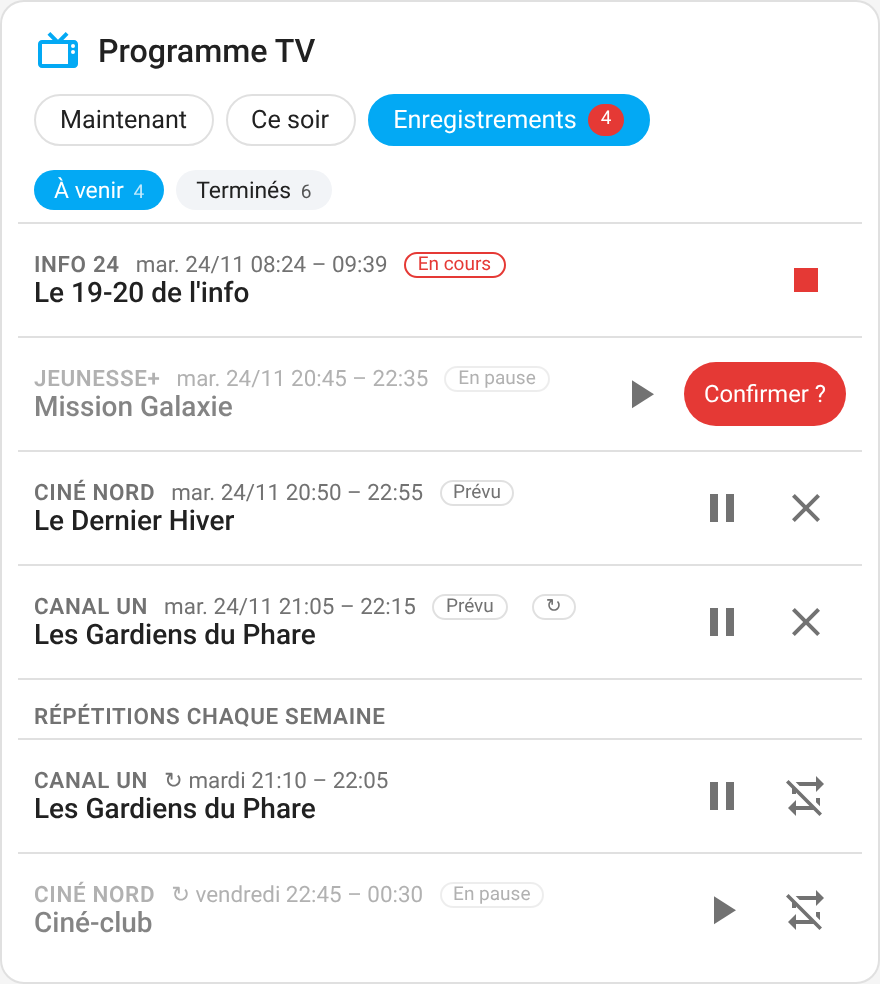 Programme TV
Maintenant Ce soir Enregistrements 4
À venir 4 Terminés 6
INFO 24 mar. 24/11 08:24 – 09:39 En cours
Le 19-20 de l'info
JEUNESSE+ mar. 24/11 20:45 – 22:35 En pause
Mission Galaxie
Confirmer ?
CINÉ NORD mar. 24/11 20:50 – 22:55 Prévu
Le Dernier Hiver
CANAL UN mar. 24/11 21:05 – 22:15 Prévu ↻
Les Gardiens du Phare
RÉPÉTITIONS CHAQUE SEMAINE
CANAL UN ↻ mardi 21:10 – 22:05
Les Gardiens du Phare
CINÉ NORD ↻ vendredi 22:45 – 00:30 En pause
Ciné-club